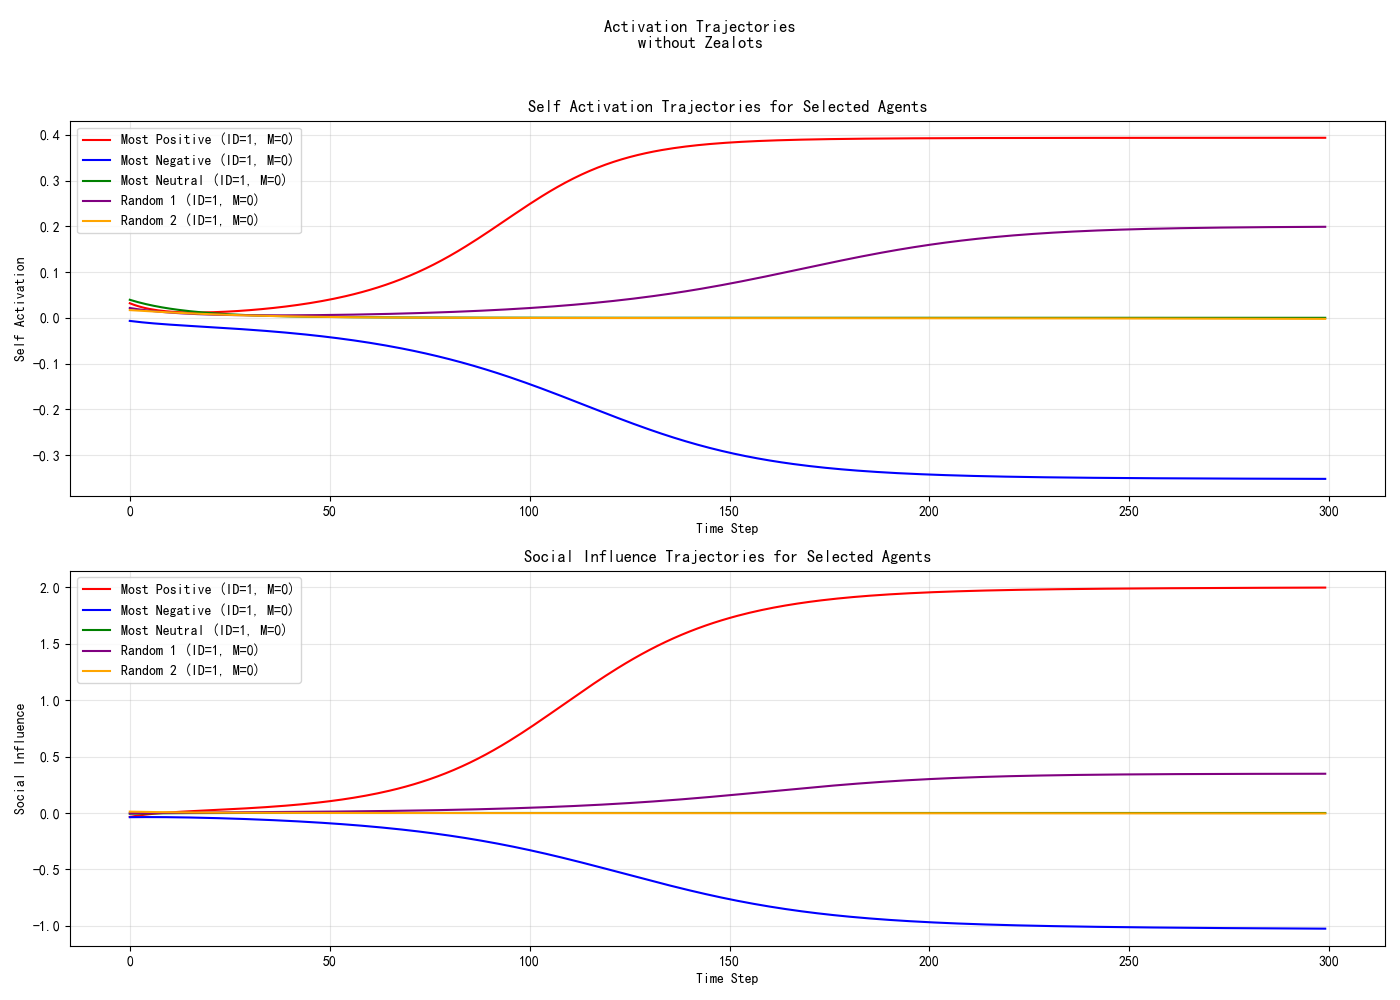 Activation Trajectories
without Zealots
Self Activation Trajectories for Selected Agents
Most Positive (ID=1, M=0)
Most Negative (ID=1, M=0)
Most Neutral (ID=1, M=0)
Random 1 (ID=1, M=0)
Random 2 (ID=1, M=0)
Self Activation
0.4
0.3
0.2
0.1
0.0
−0.1
−0.2
−0.3
0 50 100 150 200 250 300
Time Step
Social Influence Trajectories for Selected Agents
Most Positive (ID=1, M=0)
Most Negative (ID=1, M=0)
Most Neutral (ID=1, M=0)
Random 1 (ID=1, M=0)
Random 2 (ID=1, M=0)
Social Influence
2.0
1.5
1.0
0.5
0.0
−0.5
−1.0
0 50 100 150 200 250 300
Time Step